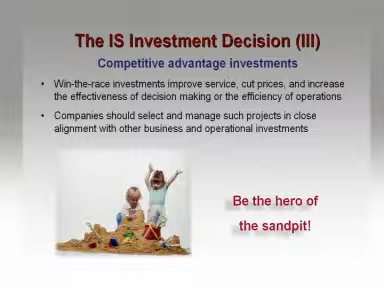 The IS Investment Decision (III)
Competitive advantage investments
• Win-the-race investments improve service, cut prices, and increase
the effectiveness of decision making or the efficiency of operations
• Companies should select and manage such projects in close
alignment with other business and operational investments
Be the hero of
the sandpit!